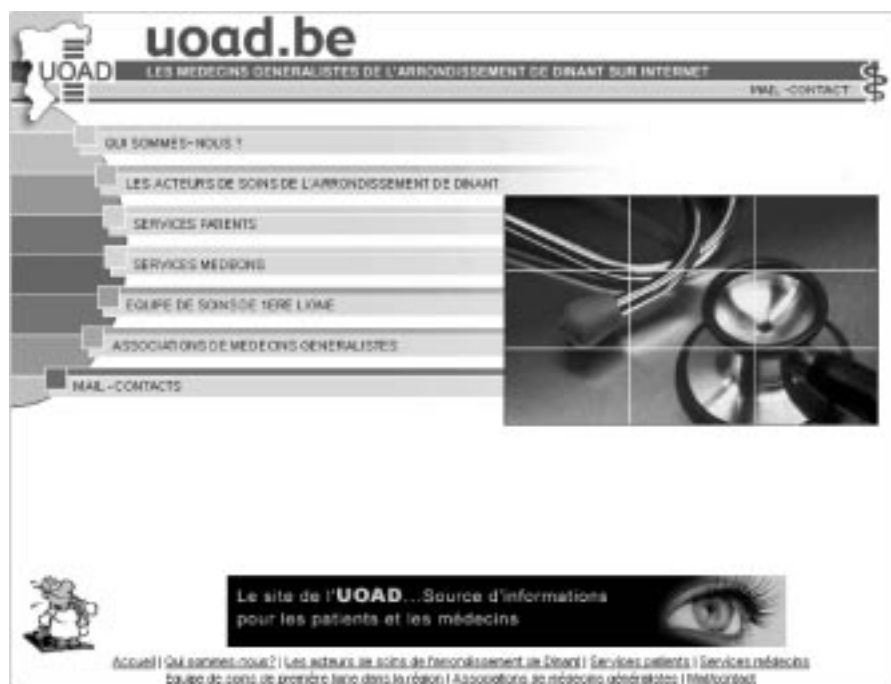 uoad.be
UOAD
LES MEDECINS GENERALISTES DE L'ARRONDISSEMENT DE DINANT SUR INTERNET
MAIL -CONTACT
QUI SOMMES-NOUS ?
LES ACTEURS DE SOINS DE L'ARRONDISSEMENT DE DINANT
SERVICES PATIENTS
SERVICES MEDECINS
EQUIPE DE SOINS DE 1ERE LIGNE
ASSOCIATIONS DE MEDECINS GENERALISTES
MAIL -CONTACTS
Le site de l'UOAD...Source d'informations
pour les patients et les médecins
Accueil | Qui sommes-nous? | Les acteurs de soins de l'arrondissement de Dinant | Services patients | Services médecins
Equipe de soins de première ligne dans la région | Associations de médecins généralistes | Mail/contact